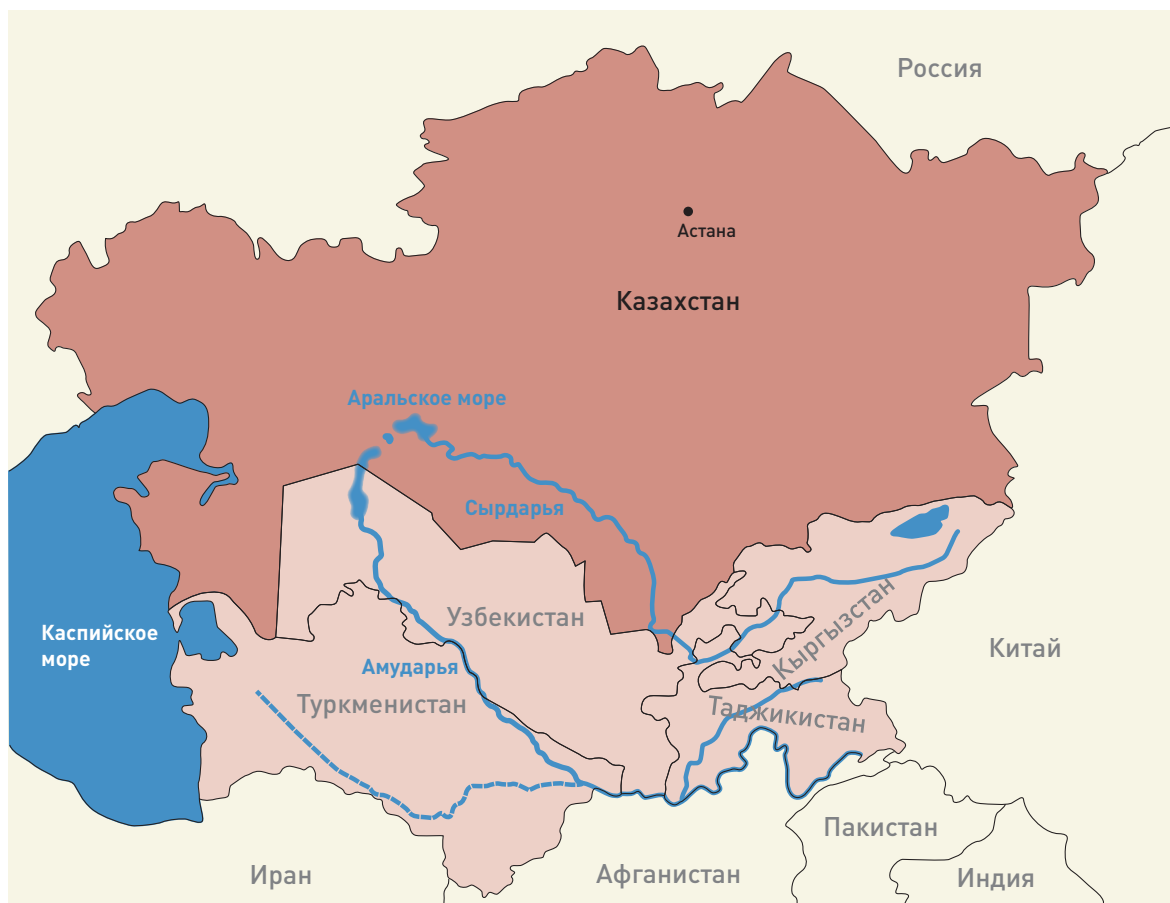 Россия
Астана
Казахстан
Аральское море
Сырдарья
Узбекистан
Кыргызстан
Каспийское
море
Китай
Амударья
Туркменистан
Таджикистан
Пакистан
Иран
Афганистан
Индия